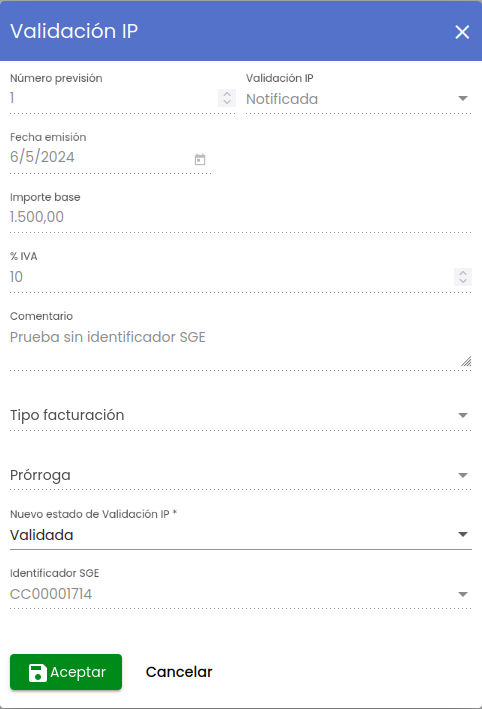 Validación IP
Número previsión
Validación IP
1
Notificada
Fecha emisión
6/5/2024
Importe base
1.500,00
% IVA
10
Comentario
Prueba sin identificador SGE
Tipo facturación
Prórroga
Nuevo estado de Validación IP *
Validada
Identificador SGE
CC00001714
Aceptar
Cancelar